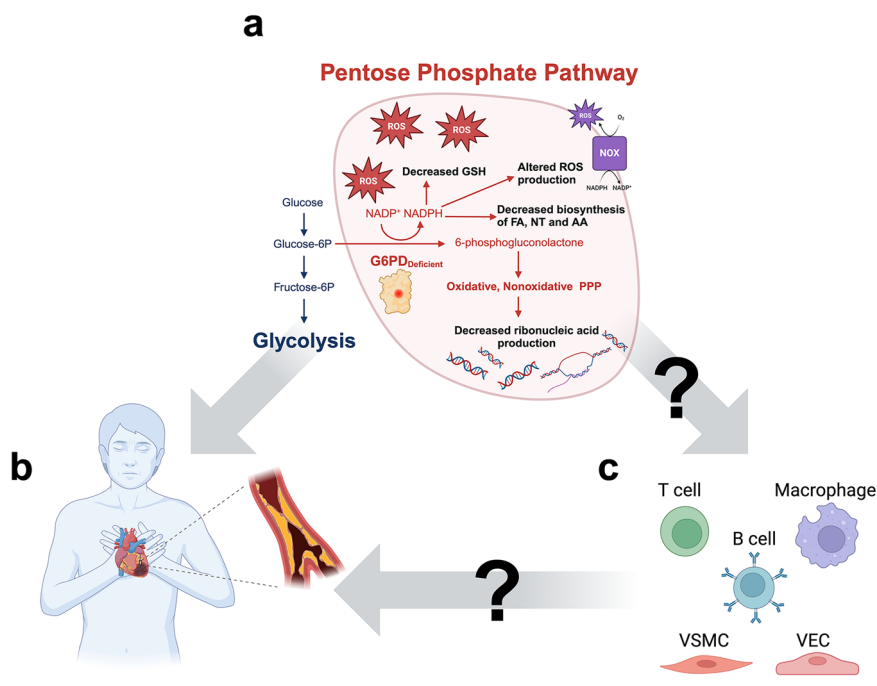 a
Pentose Phosphate Pathway
ROS
ROS
ROS
ROS
O₂
NOX
NADPH NADP⁺
Decreased GSH
Altered ROS
production
Glucose
NADP⁺ NADPH
Decreased biosynthesis
of FA, NT and AA
Glucose-6P
6-phosphogluconolactone
G6PD Deficient
Fructose-6P
Oxidative, Nonoxidative PPP
Glycolysis
Decreased ribonucleic acid
production
?
b
c
T cell
Macrophage
B cell
?
VSMC
VEC